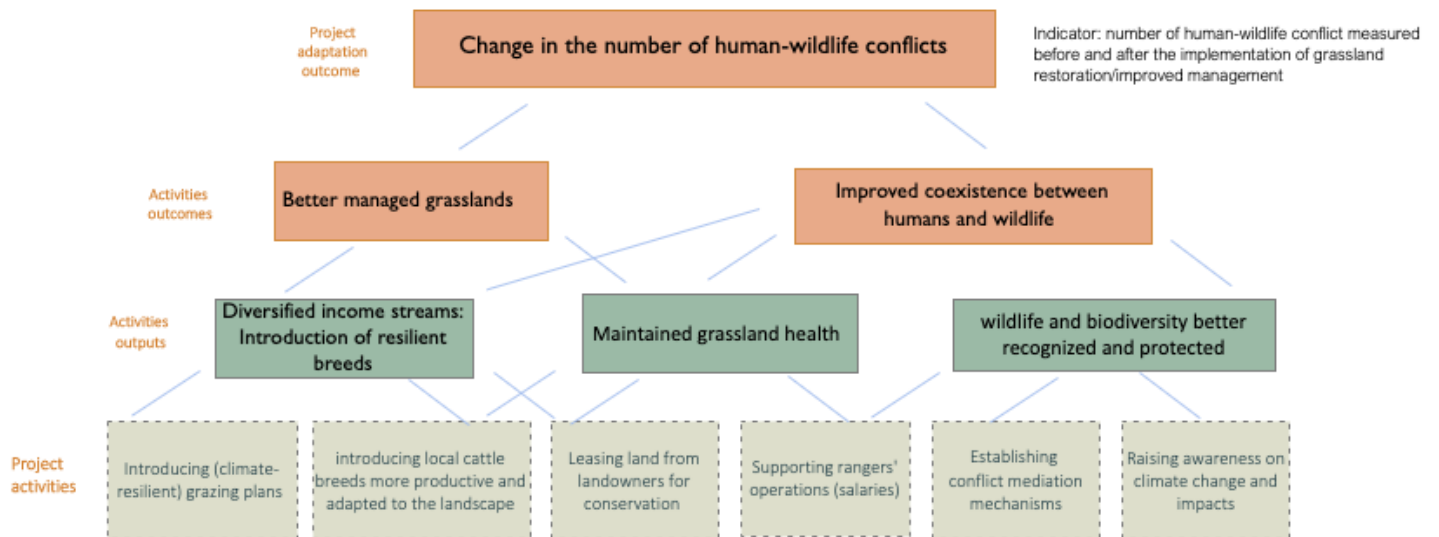 Project
adaptation
outcome
Change in the number of human-wildlife conflicts
Indicator: number of human-wildlife conflict measured
before and after the implementation of grassland
restoration/improved management
Activities
outcomes
Better managed grasslands
Improved coexistence between
humans and wildlife
Activities
outputs
Diversified income streams:
Introduction of resilient
breeds
Maintained grassland health
wildlife and biodiversity better
recognized and protected
Project
activities
Introducing (climate-
resilient) grazing plans
introducing local cattle
breeds more productive and
adapted to the landscape
Leasing land from
landowners for
conservation
Supporting rangers'
operations (salaries)
Establishing
conflict mediation
mechanisms
Raising awareness on
climate change and
impacts